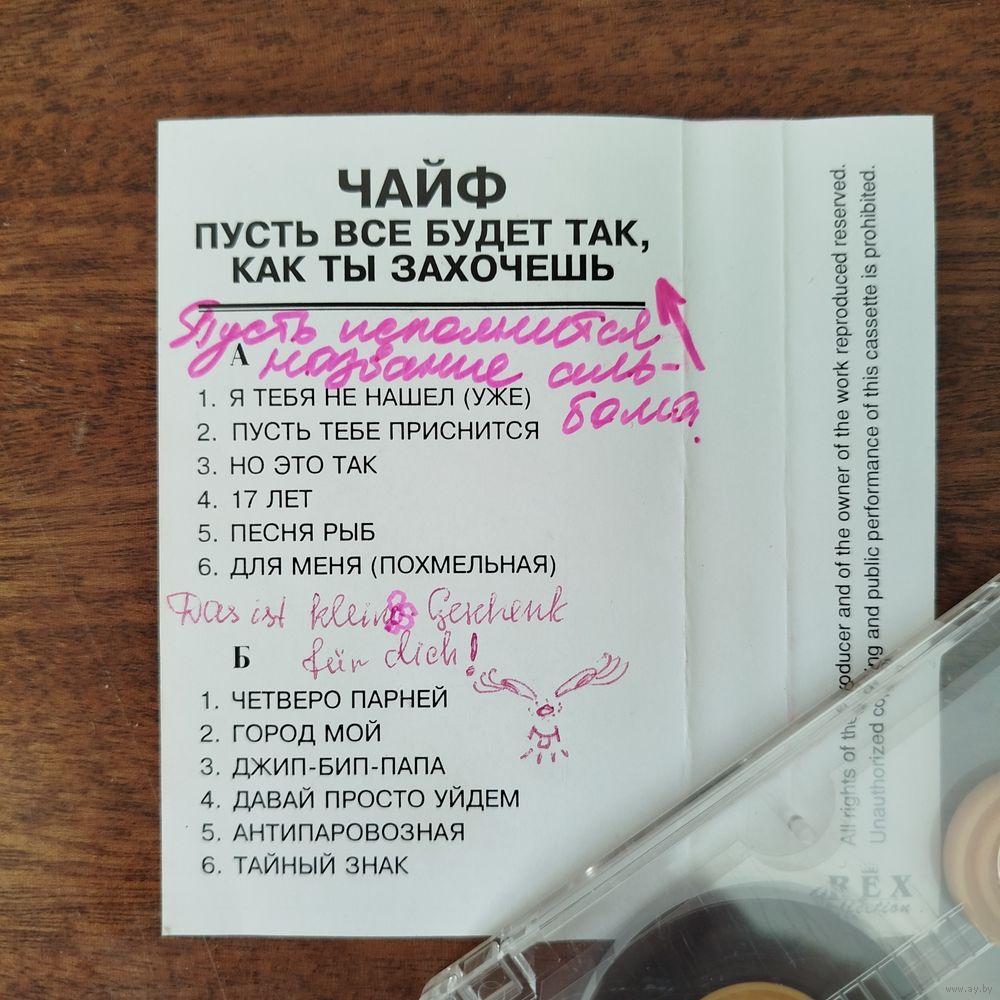 ЧАЙФ
ПУСТЬ ВСЕ БУДЕТ ТАК,
КАК ТЫ ЗАХОЧЕШЬ
Пусть исполнится
название аль-
бома.
А
1. Я ТЕБЯ НЕ НАШЕЛ (УЖЕ)
2. ПУСТЬ ТЕБЕ ПРИСНИТСЯ
3. НО ЭТО ТАК
4. 17 ЛЕТ
5. ПЕСНЯ РЫБ
6. ДЛЯ МЕНЯ (ПОХМЕЛЬНАЯ)
Das ist klein Geschenk
für dich!
Б
1. ЧЕТВЕРО ПАРНЕЙ
2. ГОРОД МОЙ
3. ДЖИП-БИП-ПАПА
4. ДАВАЙ ПРОСТО УЙДЕМ
5. АНТИПАРОВОЗНАЯ
6. ТАЙНЫЙ ЗНАК
All rights of the producer and of the owner of the work reproduced reserved.
Unauthorized and public performance of this cassette is prohibited.
REX
www.ay.by